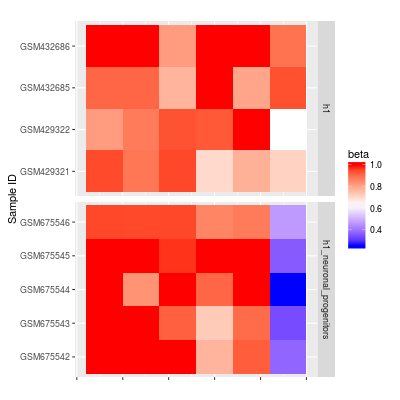 GSM432686
GSM432685
GSM429322
GSM429321
h1
GSM675546
GSM675545
GSM675544
GSM675543
GSM675542
h1_neuronal_progenitors
Sample ID
beta
1.0
0.8
0.6
0.4